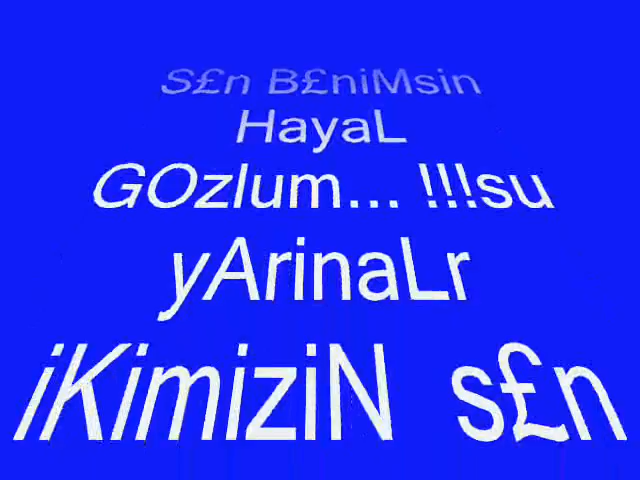 S£n B£niMsin
HayaL
GOzlum... !!!su
yArinaLr
iKimiziN s£n